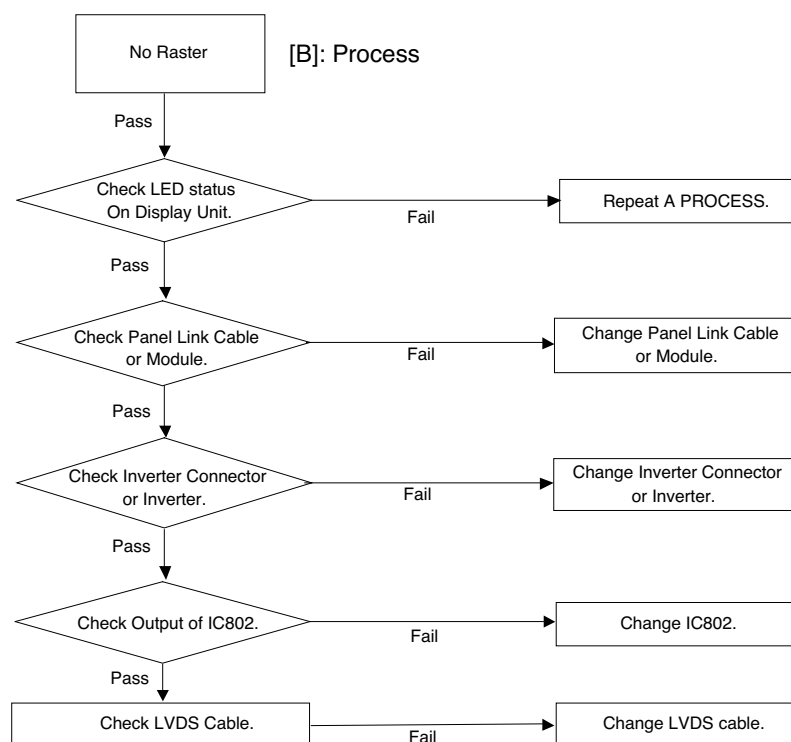 No Raster
[B]: Process
Pass
Check LED status
On Display Unit.
Fail
Repeat A PROCESS.
Pass
Check Panel Link Cable
or Module.
Fail
Change Panel Link Cable
or Module.
Pass
Check Inverter Connector
or Inverter.
Fail
Change Inverter Connector
or Inverter.
Pass
Check Output of IC802.
Fail
Change IC802.
Pass
Check LVDS Cable.
Fail
Change LVDS cable.